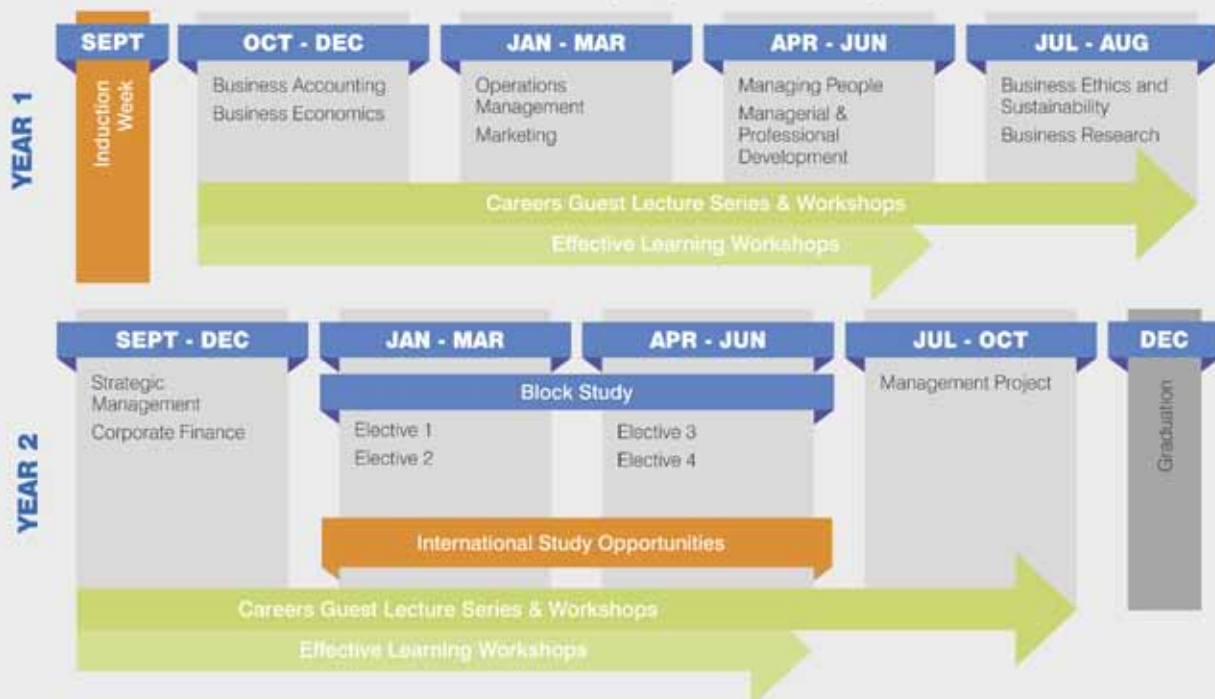 YEAR 1
SEPT
Induction
Week
OCT - DEC
Business Accounting
Business Economics
JAN - MAR
Operations
Management
Marketing
APR - JUN
Managing People
Managerial &
Professional
Development
JUL - AUG
Business Ethics and
Sustainability
Business Research
Careers Guest Lecture Series & Workshops
Effective Learning Workshops
YEAR 2
SEPT - DEC
Strategic
Management
Corporate Finance
JAN - MAR
APR - JUN
Block Study
Elective 1
Elective 2
Elective 3
Elective 4
International Study Opportunities
JUL - OCT
Management Project
DEC
Graduation
Careers Guest Lecture Series & Workshops
Effective Learning Workshops